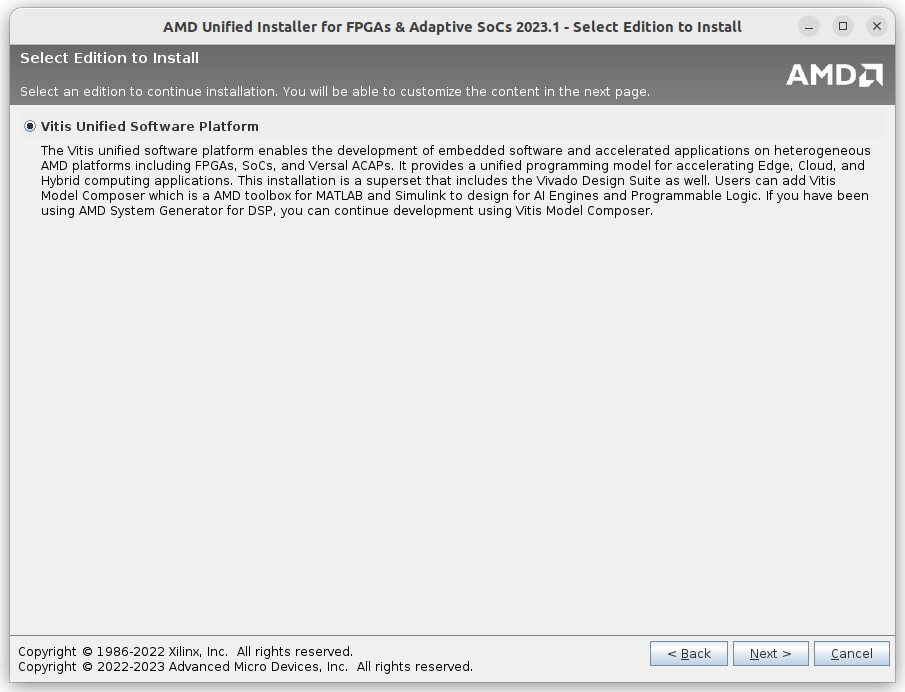 AMD Unified Installer for FPGAs & Adaptive SoCs 2023.1 - Select Edition to Install
Select Edition to Install
Select an edition to continue installation. You will be able to customize the content in the next page.
AMD
Vitis Unified Software Platform
The Vitis unified software platform enables the development of embedded software and accelerated applications on heterogeneous
AMD platforms including FPGAs, SoCs, and Versal ACAPs. It provides a unified programming model for accelerating Edge, Cloud, and
Hybrid computing applications. This installation is a superset that includes the Vivado Design Suite as well. Users can add Vitis
Model Composer which is a AMD toolbox for MATLAB and Simulink to design for AI Engines and Programmable Logic. If you have been
using AMD System Generator for DSP, you can continue development using Vitis Model Composer.
Copyright © 1986-2022 Xilinx, Inc.  All rights reserved.
Copyright © 2022-2023 Advanced Micro Devices, Inc.  All rights reserved.
< Back
Next >
Cancel